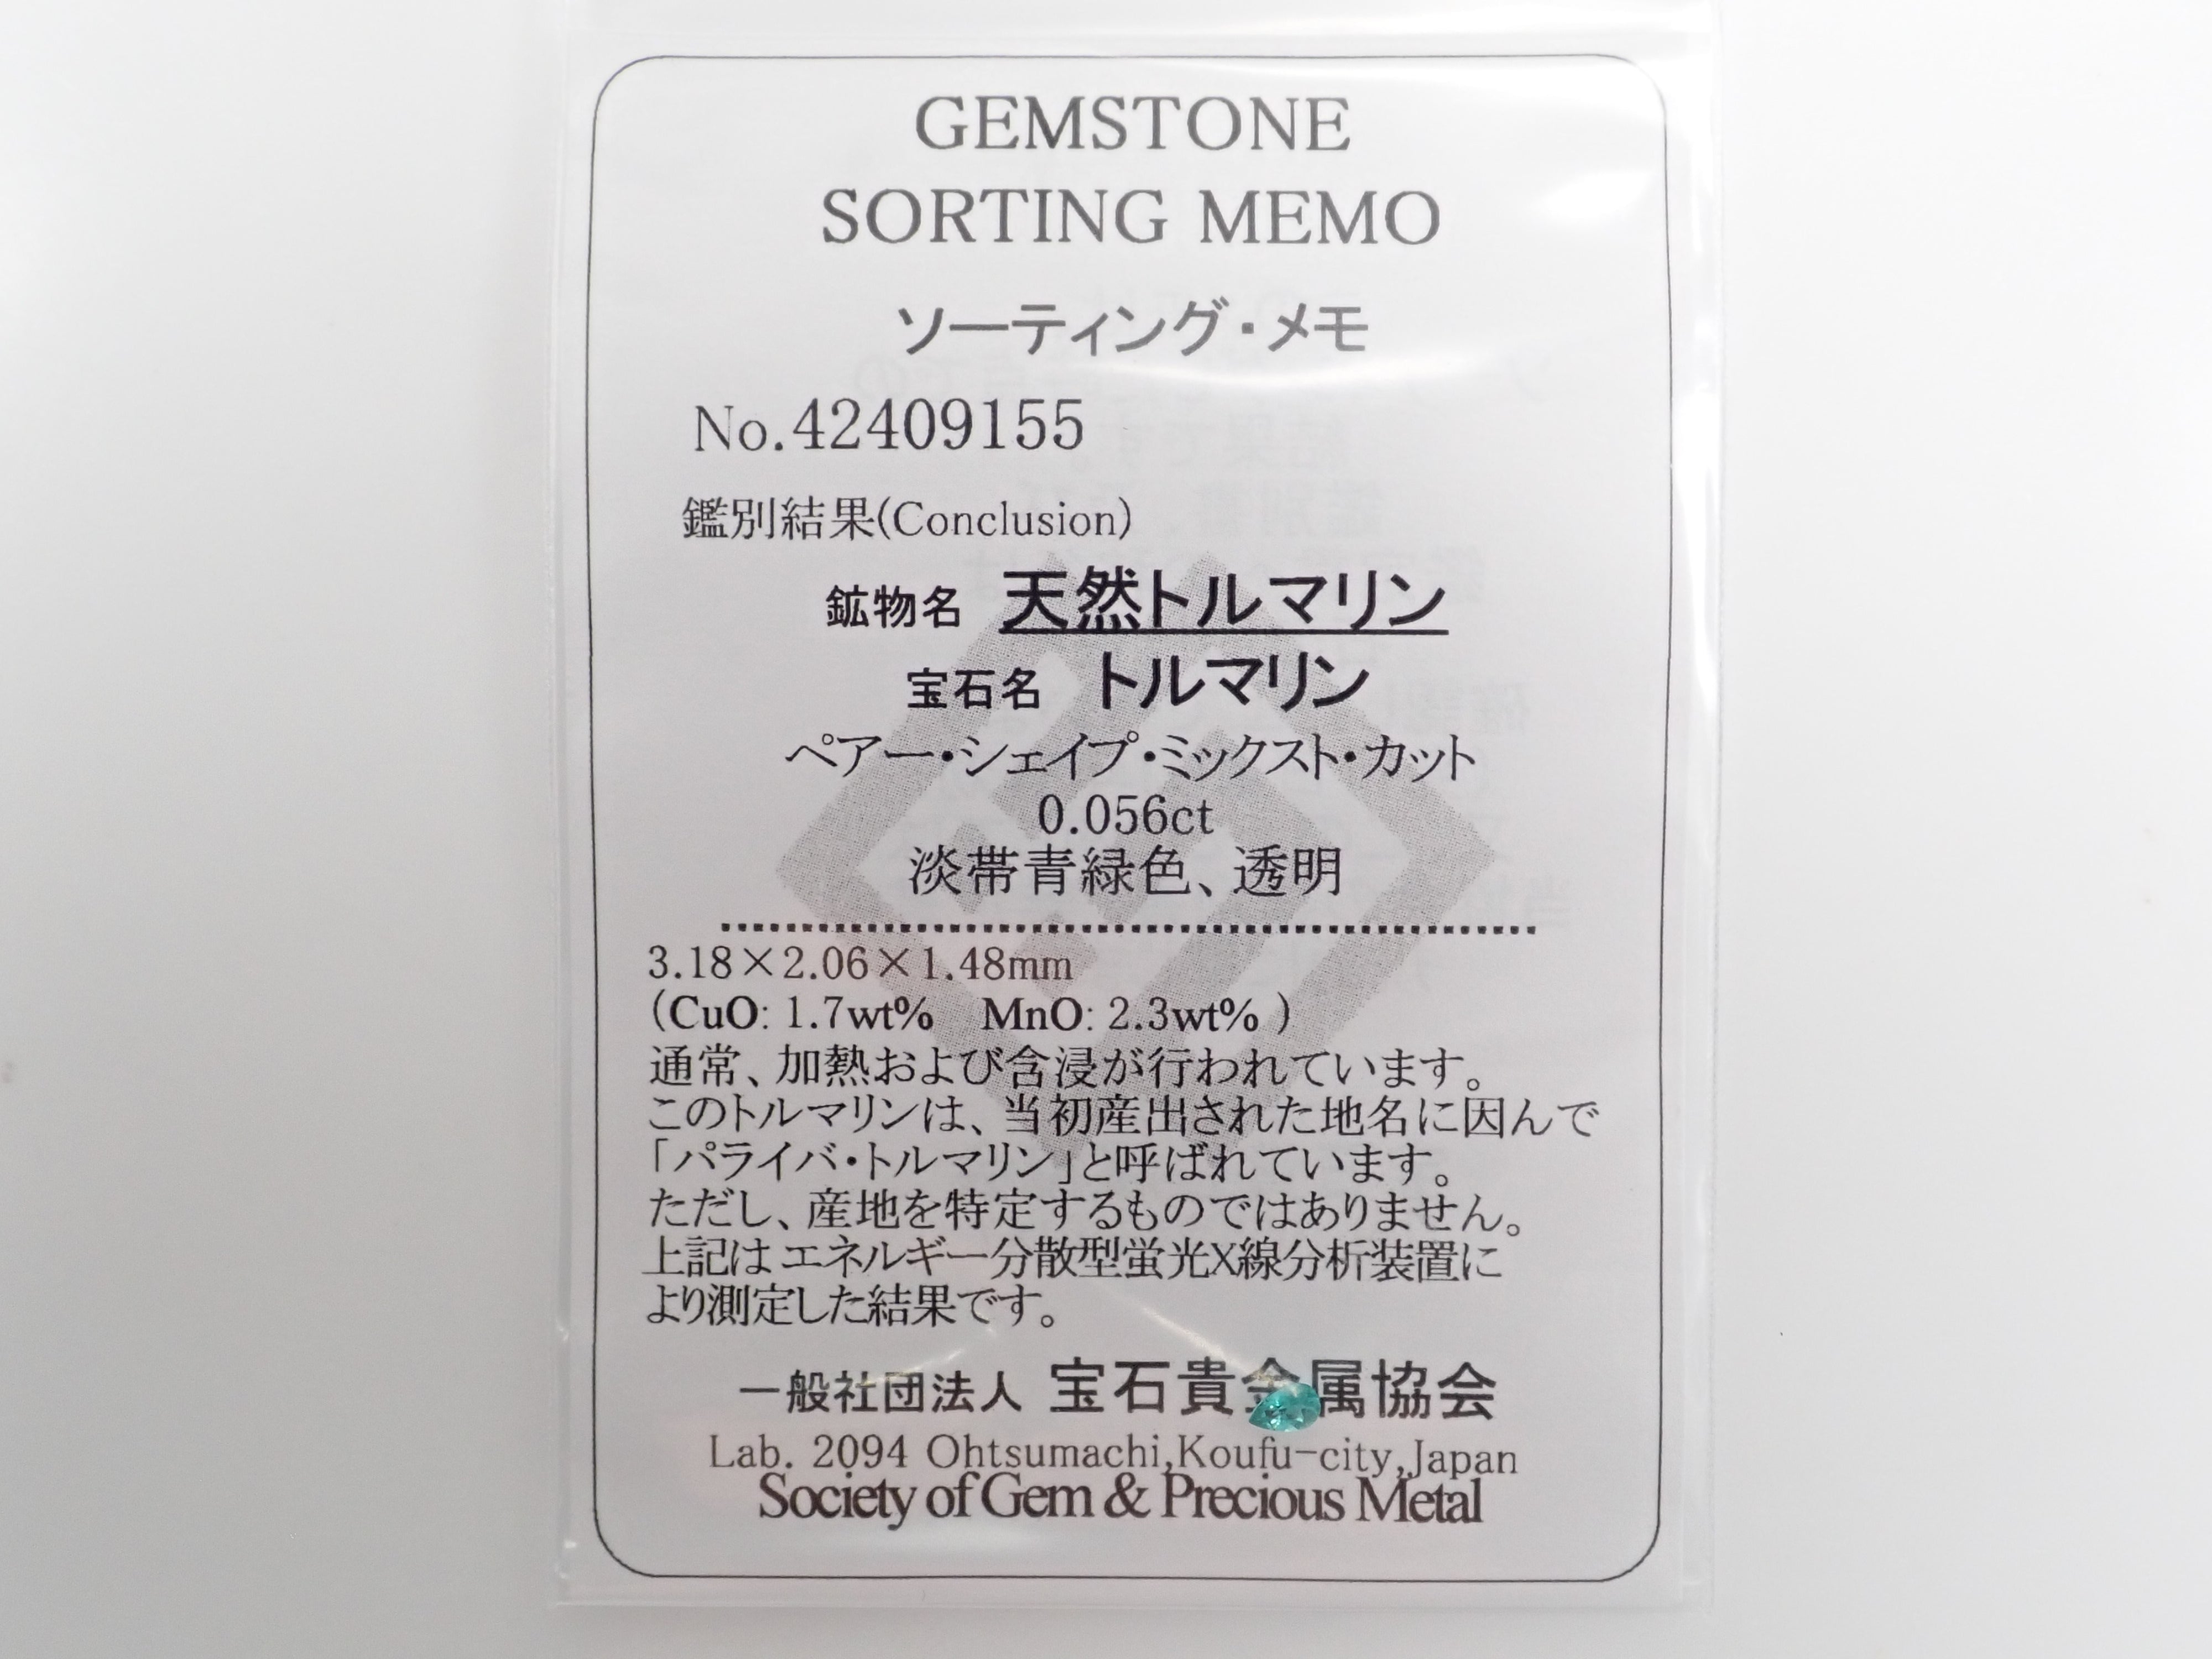 GEMSTONE
SORTING MEMO
ソーティング・メモ
No.42409155
鑑別結果(Conclusion)
鉱物名 天然トルマリン
宝石名 トルマリン
ペアー・シェイプ・ミックスト・カット
0.056ct
淡帯青緑色、透明
3.18×2.06×1.48mm
(CuO: 1.7wt% MnO: 2.3wt% )
通常、加熱および含浸が行われています。
このトルマリンは、当初産出された地名に因んで
「パライバ・トルマリン」と呼ばれています。
ただし、産地を特定するものではありません。
上記はエネルギー分散型蛍光X線分析装置に
より測定した結果です。
一般社団法人 宝石貴金属協会
Lab. 2094 Ohtsumachi,Koufu-city,Japan
Society of Gem & Precious Metal